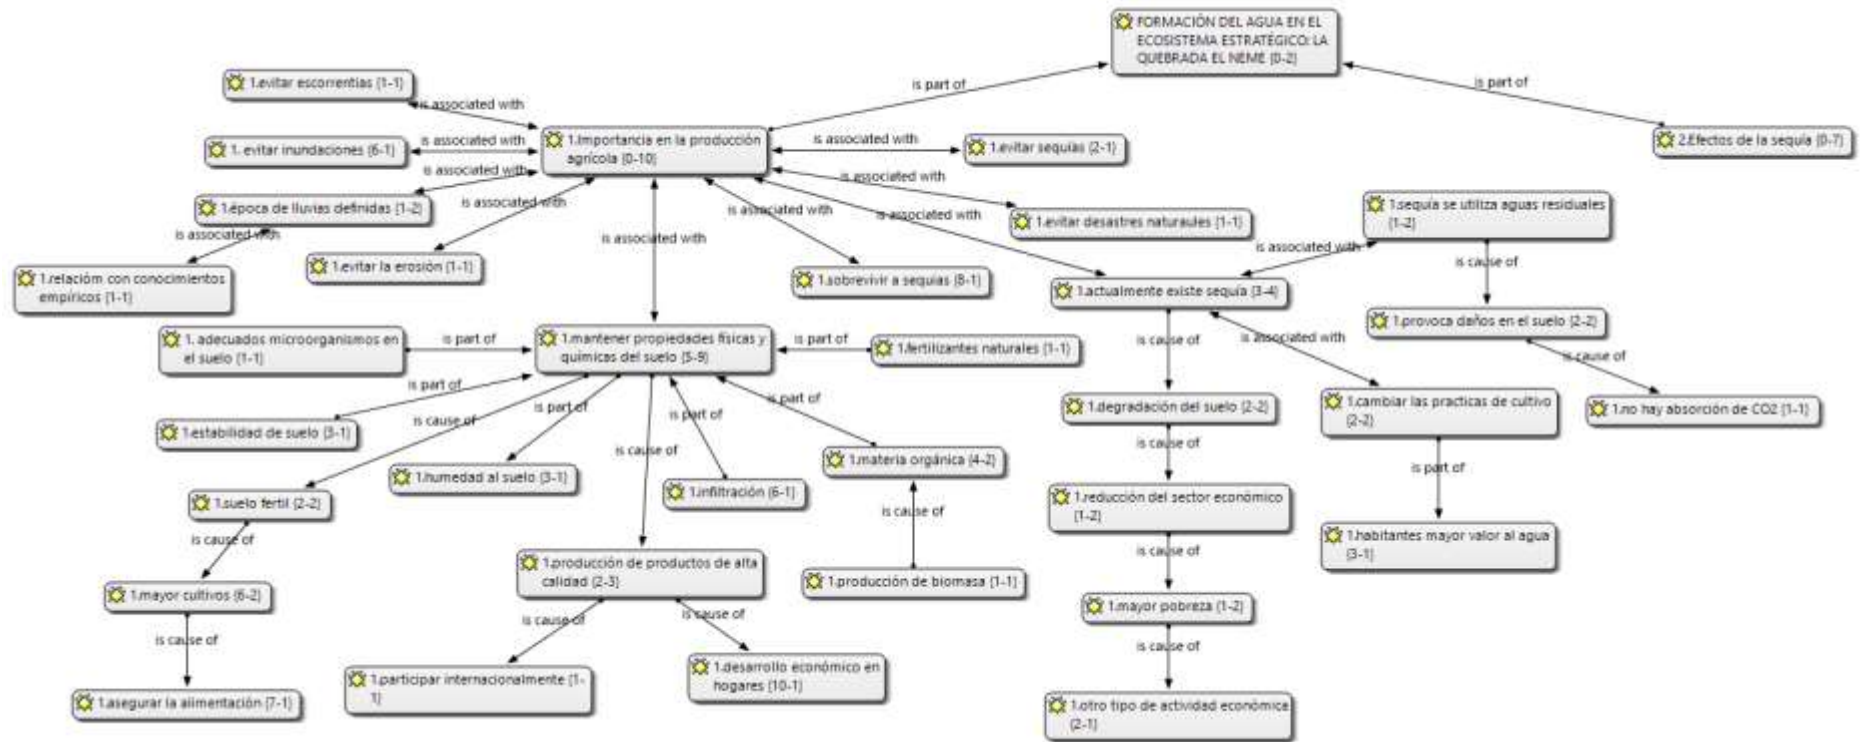 FORMACIÓN DEL AGUA EN EL
ECOSISTEMA ESTRATÉGICO: LA
QUEBRADA EL NEME {0-2}
is part of
is part of
1.evitar escorrentias {1-1}
is associated with
1. evitar inundaciones {6-1}
is associated with
1.Importancia en la producción
agrícola {0-10}
is associated with
1.evitar sequías {2-1}
2.Efectos de la sequía {0-7}
is associated with
1.época de lluvias definidas {1-2}
is associated with
1.relacióm con conocimientos
empíricos {1-1}
is associated with
1.evitar la erosión {1-1}
is associated with
is associated with
1.sobrevivir a sequias {8-1}
is associated with
1.evitar desastres naturaules {1-1}
is associated with
1.actualmente existe sequía {3-4}
is associated with
1.sequía se utiliza aguas residuales
{1-2}
is cause of
1.provoca daños en el suelo {2-2}
is cause of
1.no hay absorción de CO2 {1-1}
1. adecuados microorganismos en
el suelo {1-1}
is part of
1.mantener propiedades físicas y
químicas del suelo {5-9}
is part of
1.fertilizantes naturales {1-1}
is part of
1.estabilidad de suelo {3-1}
is cause of
1.suelo fertil {2-2}
is cause of
1.mayor cultivos {6-2}
is cause of
1.asegurar la alimentación {7-1}
is part of
1.humedad al suelo {3-1}
is cause of
1.producción de productos de alta
calidad {2-3}
is cause of
1.participar internacionalmente {1-
1}
is cause of
1.desarrollo económico en
hogares {10-1}
is part of
1.infiltración {6-1}
is part of
1.materia orgánica {4-2}
is cause of
1.producción de biomasa {1-1}
is cause of
1.degradación del suelo {2-2}
is cause of
1.reducción del sector económico
{1-2}
is cause of
1.mayor pobreza {1-2}
is cause of
1.otro tipo de actividad económica
{2-1}
is associated with
1.cambiar las practicas de cultivo
{2-2}
is part of
1.habitantes mayor valor al agua
{3-1}